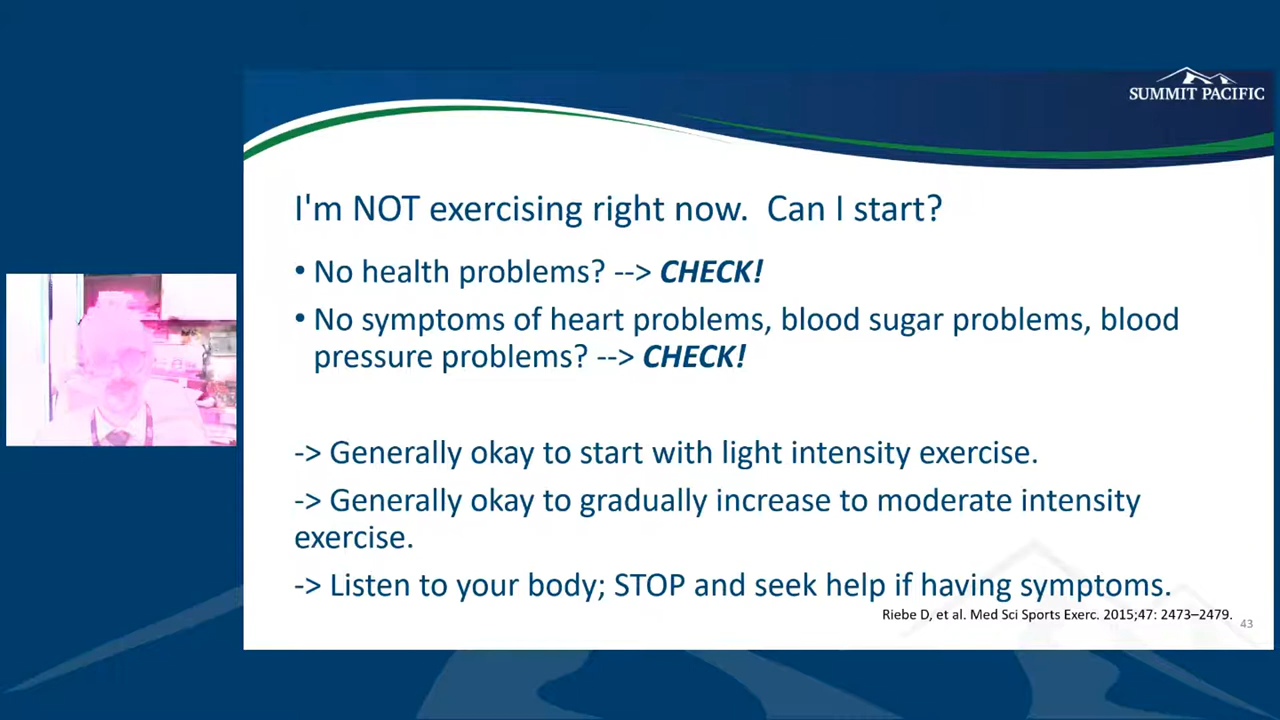 SUMMIT PACIFIC
I'm NOT exercising right now. Can I start?
• No health problems? --> CHECK!
• No symptoms of heart problems, blood sugar problems, blood
pressure problems? --> CHECK!
-> Generally okay to start with light intensity exercise.
-> Generally okay to gradually increase to moderate intensity
exercise.
-> Listen to your body; STOP and seek help if having symptoms.
Riebe D, et al. Med Sci Sports Exerc. 2015;47: 2473–2479.
43